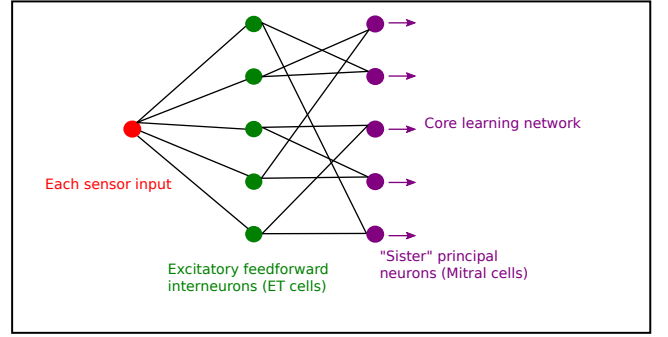 Core learning network
Each sensor input
"Sister" principal
neurons (Mitral cells)
Excitatory feedforward
interneurons (ET cells)